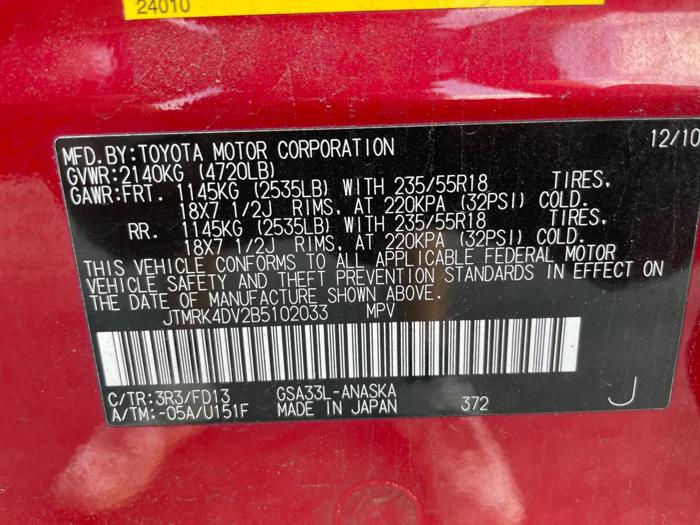 24010
12/10
MFD.BY:TOYOTA MOTOR CORPORATION
GVWR:2140KG (4720LB)
GAWR:FRT. 1145KG (2535LB) WITH 235/55R18 TIRES,
18X7 1/2J RIMS, AT 220KPA (32PSI) COLD.
RR. 1145KG (2535LB) WITH 235/55R18 TIRES,
18X7 1/2J RIMS, AT 220KPA (32PSI) COLD.
THIS VEHICLE CONFORMS TO ALL APPLICABLE FEDERAL MOTOR
VEHICLE SAFETY AND THEFT PREVENTION STANDARDS IN EFFECT ON
THE DATE OF MANUFACTURE SHOWN ABOVE.
JTMRK4DV2B5102033 MPV
C/TR:3R3/FD13 GSA33L-ANASKA
A/TM:-05A/U151F MADE IN JAPAN 372 J